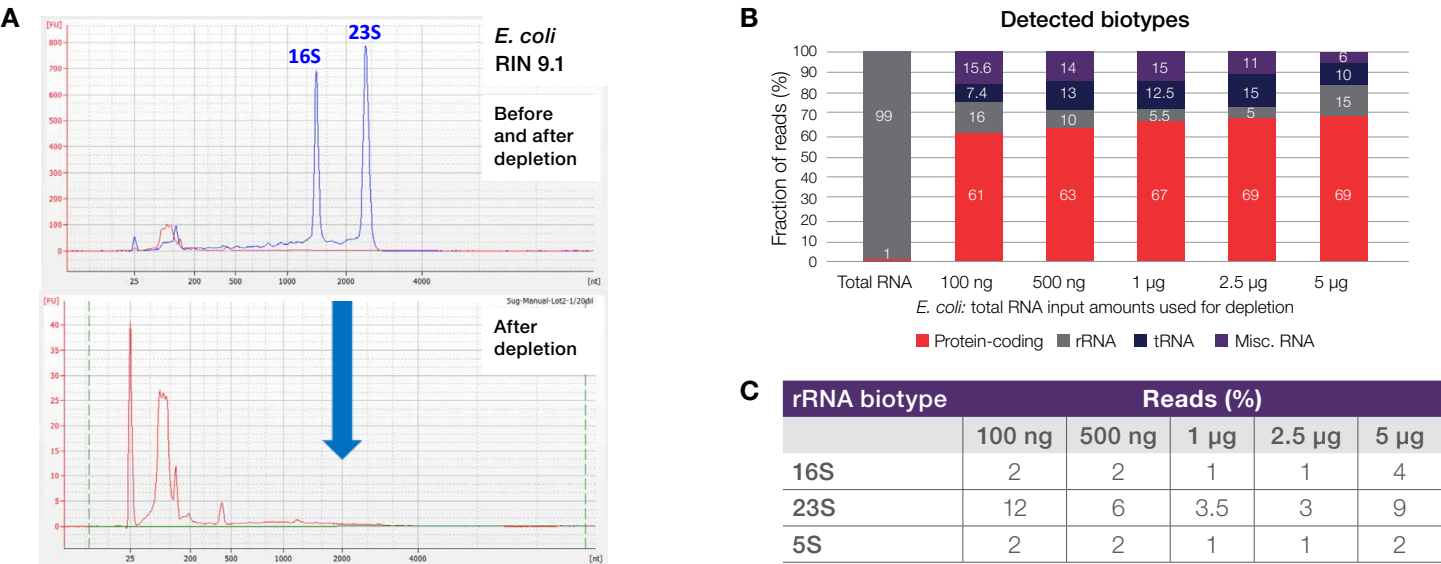 A
[FU]
800
700
600
500
400
300
200
100
0
16S
23S
E. coli
RIN 9.1
Before
and after
depletion
25 200 500 1000 2000 4000 [nt]
[FU]
5ug-Manual-Lot2-1/20dil
40
35
30
25
20
15
10
5
0
After
depletion
25 200 500 1000 2000 4000 [nt]
B
Detected biotypes
Fraction of reads (%)
100
90
80
70
60
50
40
30
20
10
0
99
1
15.6
7.4
16
61
14
13
10
63
15
12.5
5.5
67
11
15
5
69
6
10
15
69
Total RNA 100 ng 500 ng 1 µg 2.5 µg 5 µg
E. coli: total RNA input amounts used for depletion
Protein-coding rRNA tRNA Misc. RNA
C
rRNA biotype Reads (%)
100 ng 500 ng 1 µg 2.5 µg 5 µg
16S 2 2 1 1 4
23S 12 6 3.5 3 9
5S 2 2 1 1 2